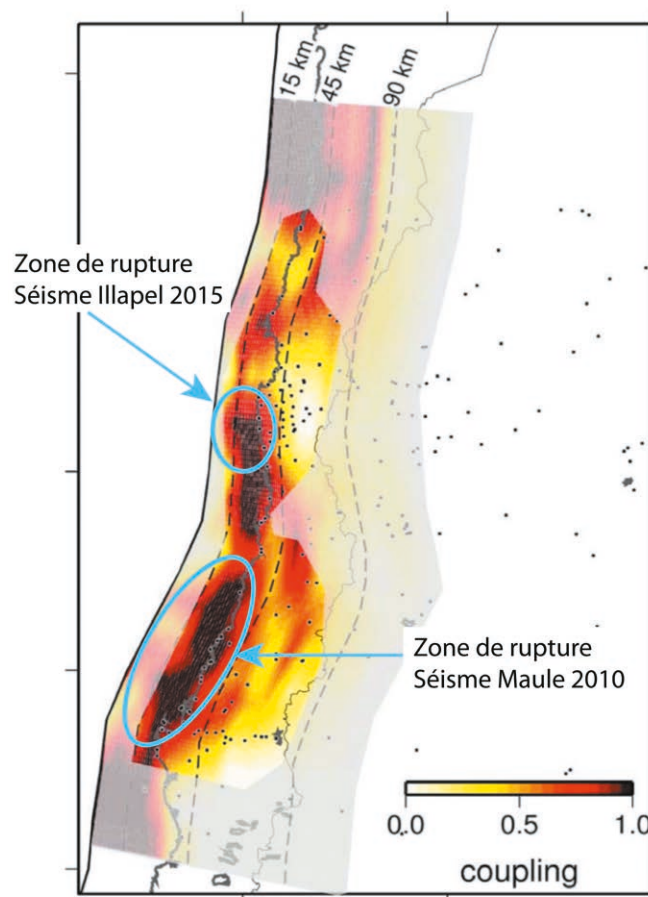 15 km
45 km
90 km
Zone de rupture
Séisme Illapel 2015
Zone de rupture
Séisme Maule 2010
0.0 0.5 1.0
coupling